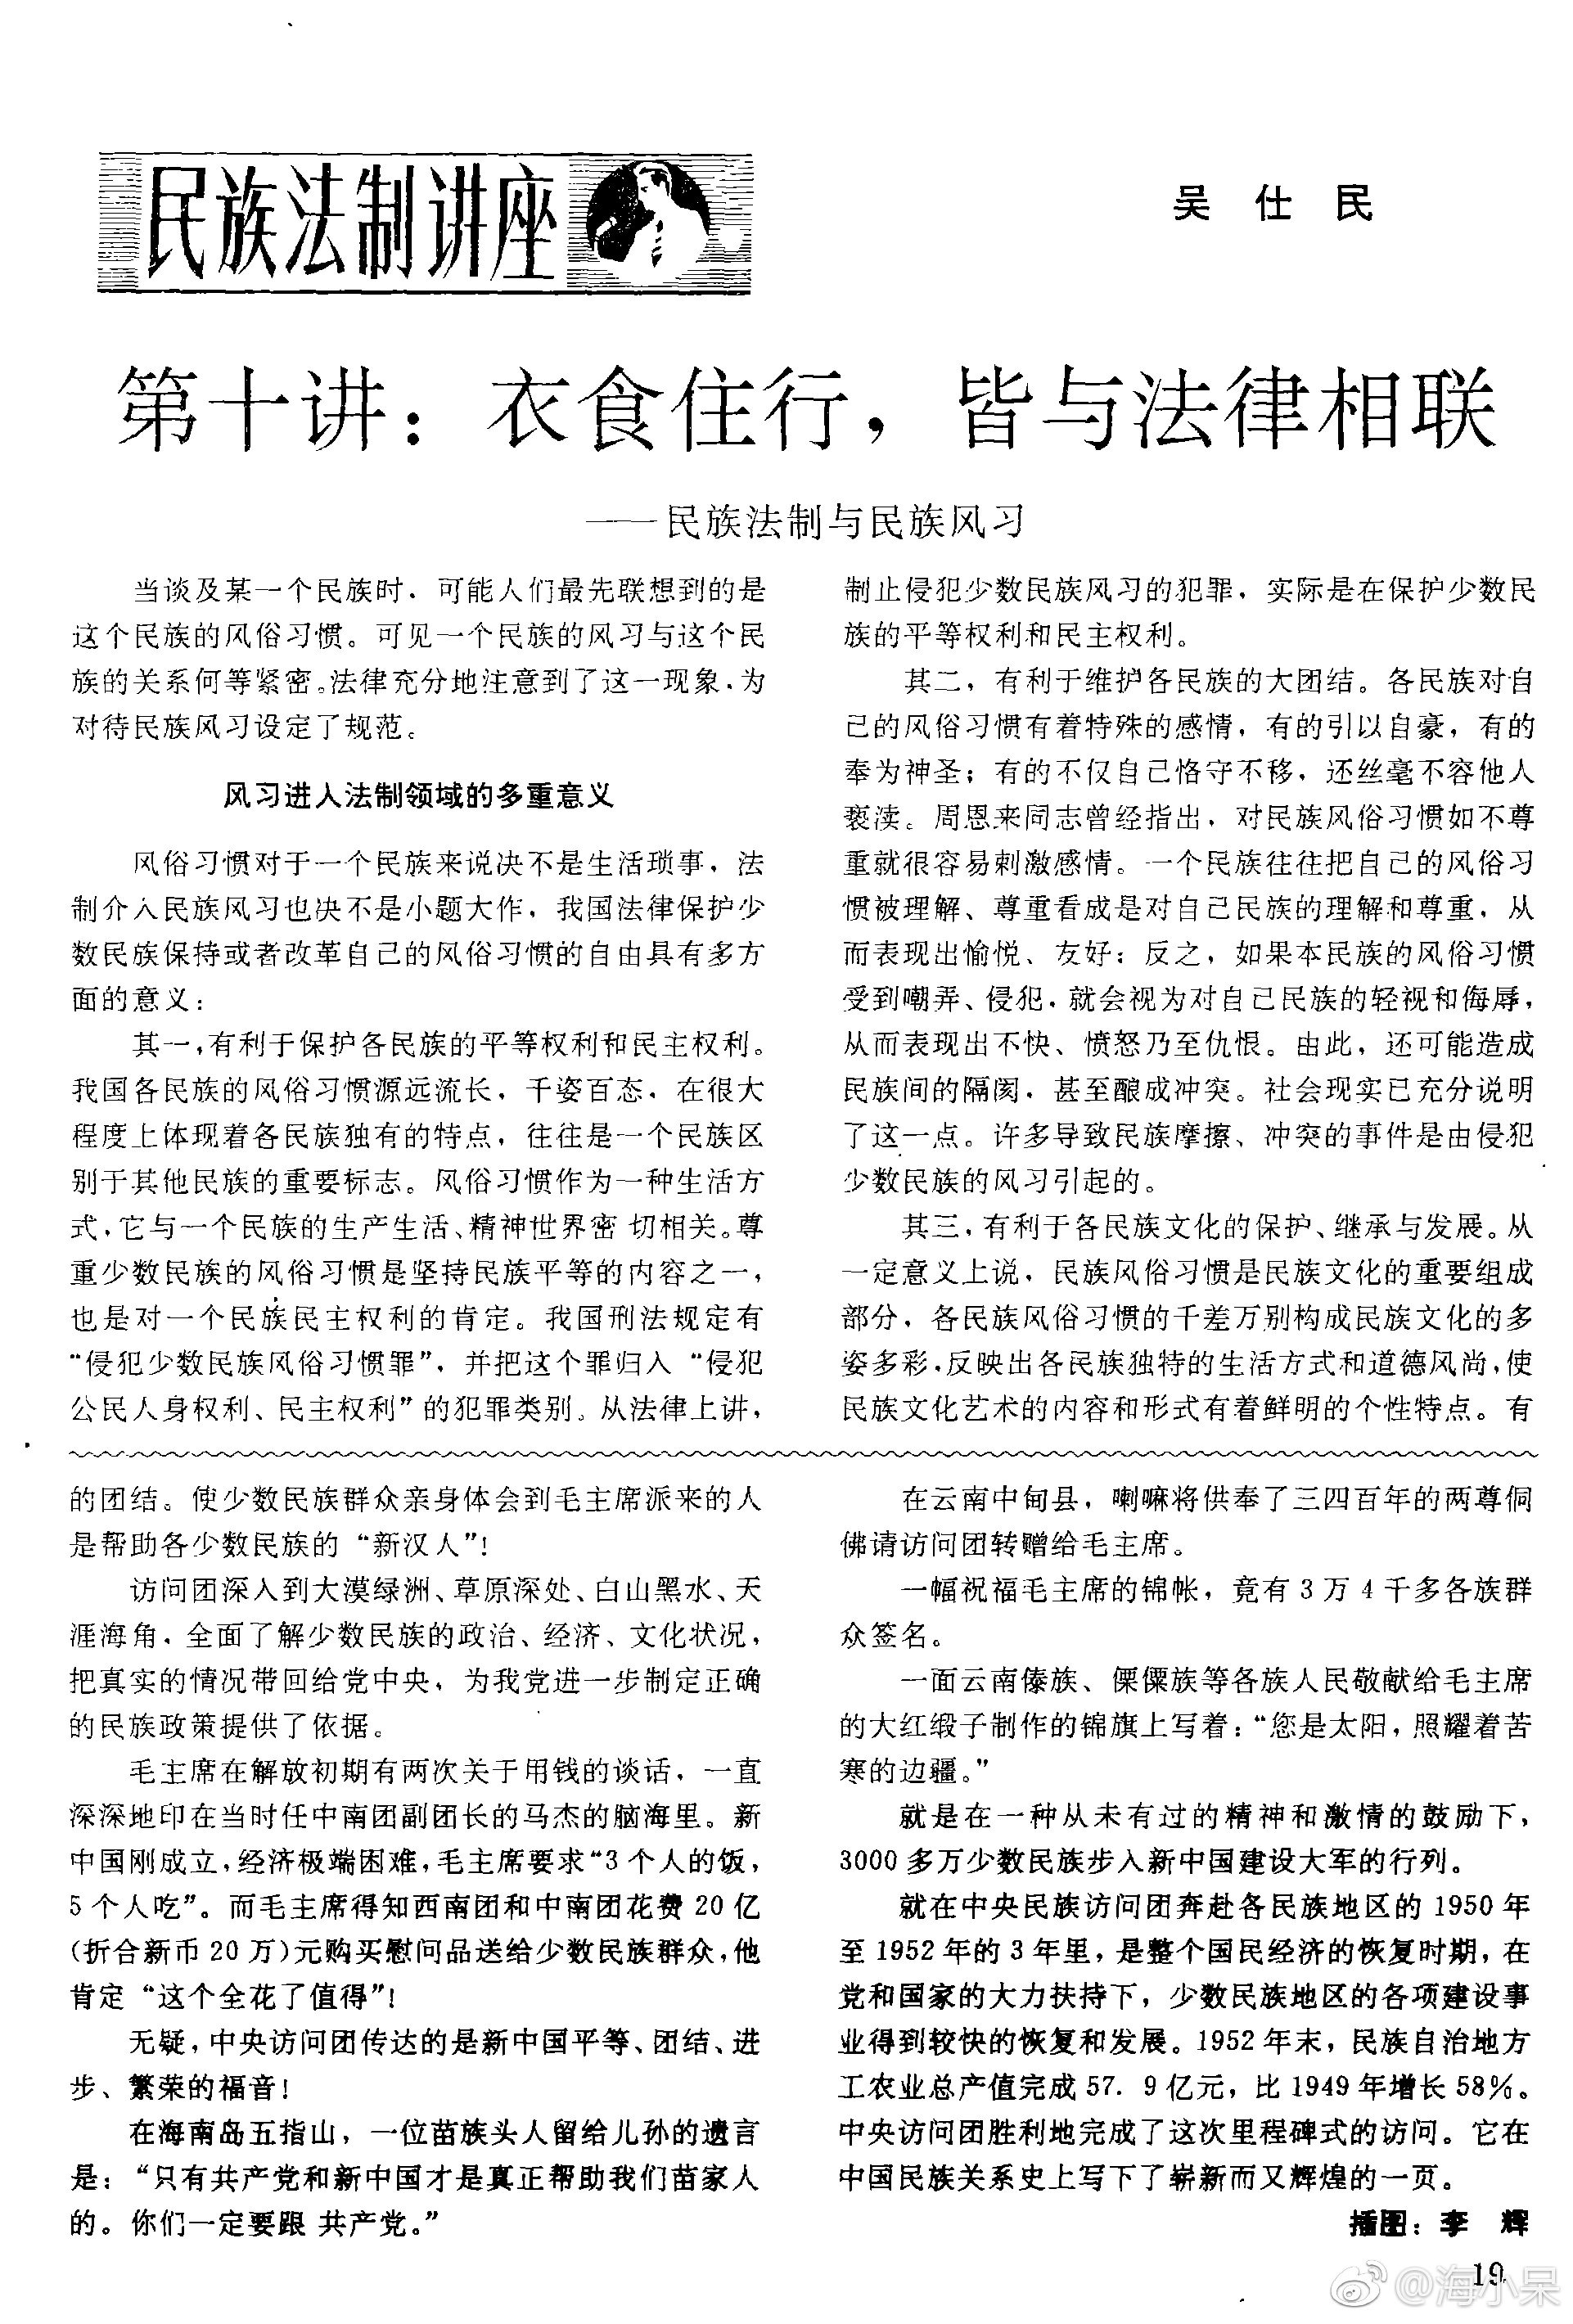 民族法制讲座
吴仕民
第十讲：衣食住行，皆与法律相联
——民族法制与民族风习
当谈及某一个民族时，可能人们最先联想到的是
这个民族的风俗习惯。可见一个民族的风习与这个民
族的关系何等紧密。法律充分地注意到了这一现象，为
对待民族风习设定了规范。
风习进入法制领域的多重意义
风俗习惯对于一个民族来说决不是生活琐事，法
制介入民族风习也决不是小题大作，我国法律保护少
数民族保持或者改革自己的风俗习惯的自由具有多方
面的意义：
其一，有利于保护各民族的平等权利和民主权利。
我国各民族的风俗习惯源远流长，千姿百态，在很大
程度上体现着各民族独有的特点，往往是一个民族区
别于其他民族的重要标志。风俗习惯作为一种生活方
式，它与一个民族的生产生活、精神世界密 切相关。尊
重少数民族的风俗习惯是坚持民族平等的内容之一，
也是对一个民族民主权利的肯定。我国刑法规定有
“侵犯少数民族风俗习惯罪”，并把这个罪归入“侵犯
公民人身权利、民主权利”的犯罪类别。从法律上讲，
制止侵犯少数民族风习的犯罪，实际是在保护少数民
族的平等权利和民主权利。
其二，有利于维护各民族的大团结。各民族对自
己的风俗习惯有着特殊的感情，有的引以自豪，有的
奉为神圣；有的不仅自己恪守不移，还丝毫不容他人
亵渎。周恩来同志曾经指出，对民族风俗习惯如不尊
重就很容易刺激感情。一个民族往往把自己的风俗习
惯被理解、尊重看成是对自己民族的理解和尊重，从
而表现出愉悦、友好；反之，如果本民族的风俗习惯
受到嘲弄、侵犯，就会视为对自己民族的轻视和侮辱，
从而表现出不快、愤怒乃至仇恨。由此，还可能造成
民族间的隔阂，甚至酿成冲突。社会现实已充分说明
了这一点。许多导致民族摩擦、冲突的事件是由侵犯
少数民族的风习引起的。
其三，有利于各民族文化的保护、继承与发展。从
一定意义上说，民族风俗习惯是民族文化的重要组成
部分，各民族风俗习惯的千差万别构成民族文化的多
姿多彩，反映出各民族独特的生活方式和道德风尚，使
民族文化艺术的内容和形式有着鲜明的个性特点。有
的团结。使少数民族群众亲身体会到毛主席派来的人
是帮助各少数民族的“新汉人”！
访问团深入到大漠绿洲、草原深处、白山黑水、天
涯海角，全面了解少数民族的政治、经济、文化状况，
把真实的情况带回给党中央，为我党进一步制定正确
的民族政策提供了依据。
毛主席在解放初期有两次关于用钱的谈话，一直
深深地印在当时任中南团副团长的马杰的脑海里。新
中国刚成立，经济极端困难，毛主席要求“3个人的饭，
5个人吃”。而毛主席得知西南团和中南团花费20亿
（折合新币20万）元购买慰问品送给少数民族群众，他
肯定“这个全花了值得”！
无疑，中央访问团传达的是新中国平等、团结、进
步、繁荣的福音！
在海南岛五指山，一位苗族头人留给儿孙的遗言
是：“只有共产党和新中国才是真正帮助我们苗家人
的。你们一定要跟 共产党。”
在云南中甸县，喇嘛将供奉了三四百年的两尊侗
佛请访问团转赠给毛主席。
一幅祝福毛主席的锦帐，竟有3万4千多各族群
众签名。
一面云南傣族、傈僳族等各族人民敬献给毛主席
的大红缎子制作的锦旗上写着：“您是太阳，照耀着苦
寒的边疆。”
就是在一种从未有过的精神和激情的鼓励下，
3000多万少数民族步入新中国建设大军的行列。
就在中央民族访问团奔赴各民族地区的1950年
至1952年的3年里，是整个国民经济的恢复时期，在
党和国家的大力扶持下，少数民族地区的各项建设事
业得到较快的恢复和发展。1952年末，民族自治地方
工农业总产值完成57．9亿元，比1949年增长58％。
中央访问团胜利地完成了这次里程碑式的访问。它在
中国民族关系史上写下了崭新而又辉煌的一页。
插图：李 辉
19
@海小呆